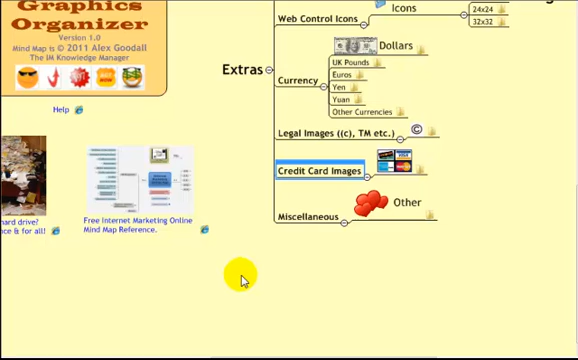 Graphics
Organizer
Version 1.0
Mind Map is © 2011 Alex Goodall
The IM Knowledge Manager
Help
hard drive?
ce & for all!
Free Internet Marketing Online
Mind Map Reference.
Extras
Web Control Icons
Icons
24x24
32x32
Currency
Dollars
UK Pounds
Euros
Yen
Yuan
Other Currencies
Legal Images ((c), TM etc.)
©
Credit Card Images
VISA
Miscellaneous
Other